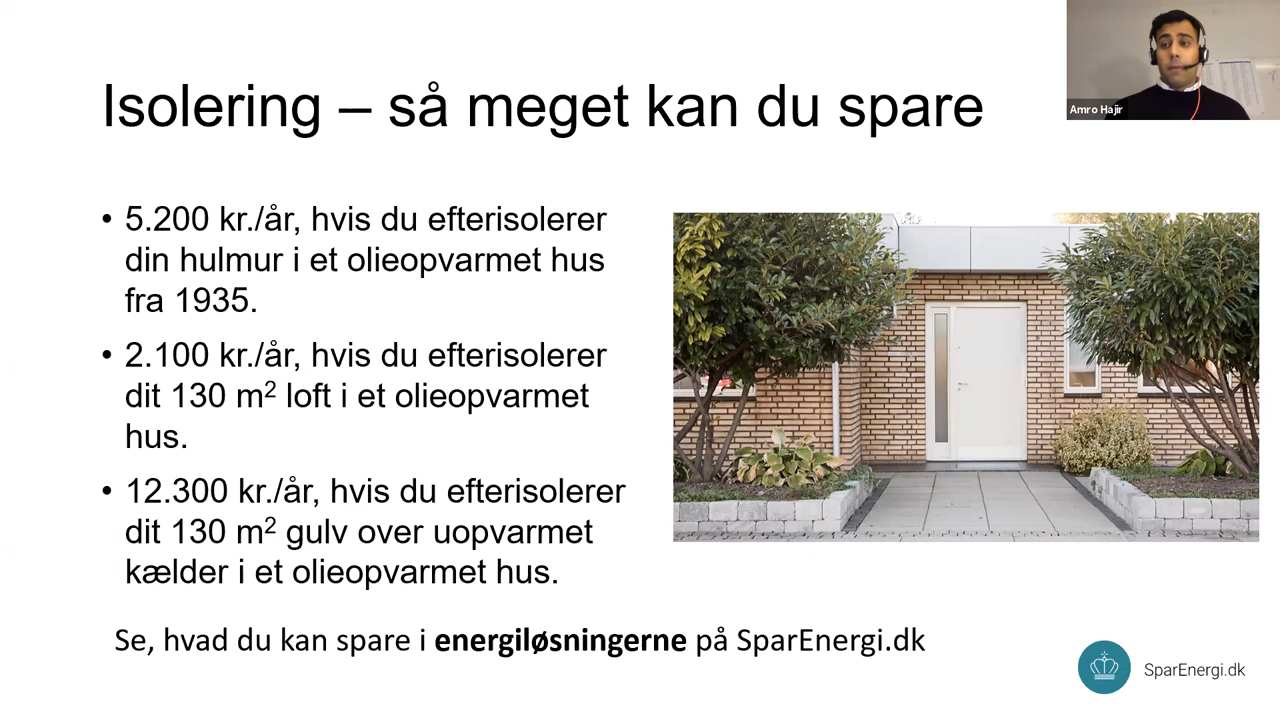 Isolering – så meget kan du spare
Amro Hajir
• 5.200 kr./år, hvis du efterisolerer
din hulmur i et olieopvarmet hus
fra 1935.
• 2.100 kr./år, hvis du efterisolerer
dit 130 m² loft i et olieopvarmet
hus.
• 12.300 kr./år, hvis du efterisolerer
dit 130 m² gulv over uopvarmet
kælder i et olieopvarmet hus.
Se, hvad du kan spare i energiløsningerne på SparEnergi.dk
SparEnergi.dk